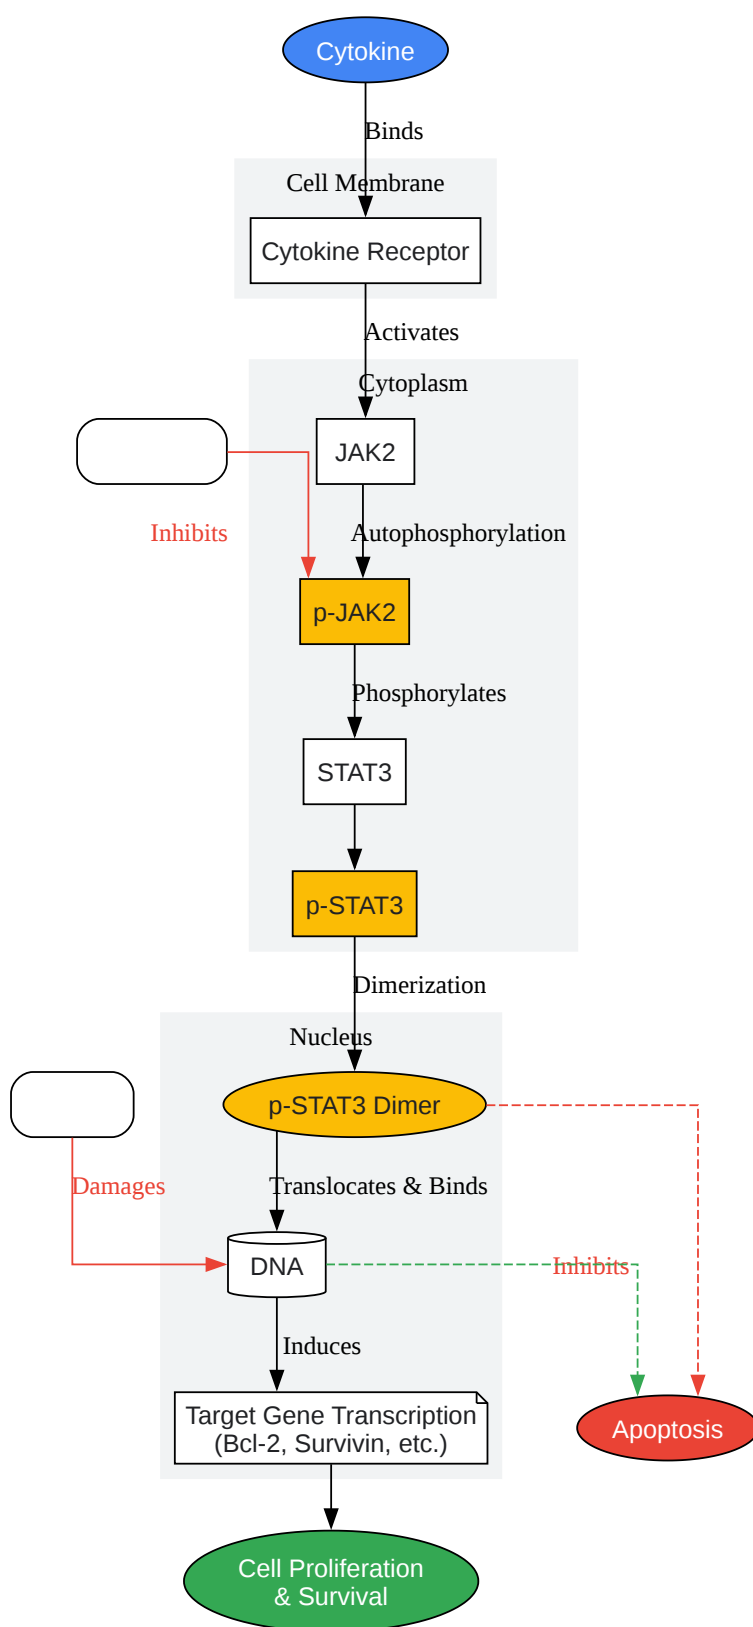 Cytokine
Binds
Cell Membrane
Cytokine Receptor
Activates
Cytoplasm
JAK2
Inhibits
Autophosphorylation
p-JAK2
Phosphorylates
STAT3
p-STAT3
Dimerization
Nucleus
p-STAT3 Dimer
Damages
Translocates & Binds
DNA
Inhibits
Induces
Target Gene Transcription
(Bcl-2, Survivin, etc.)
Apoptosis
Cell Proliferation
& Survival